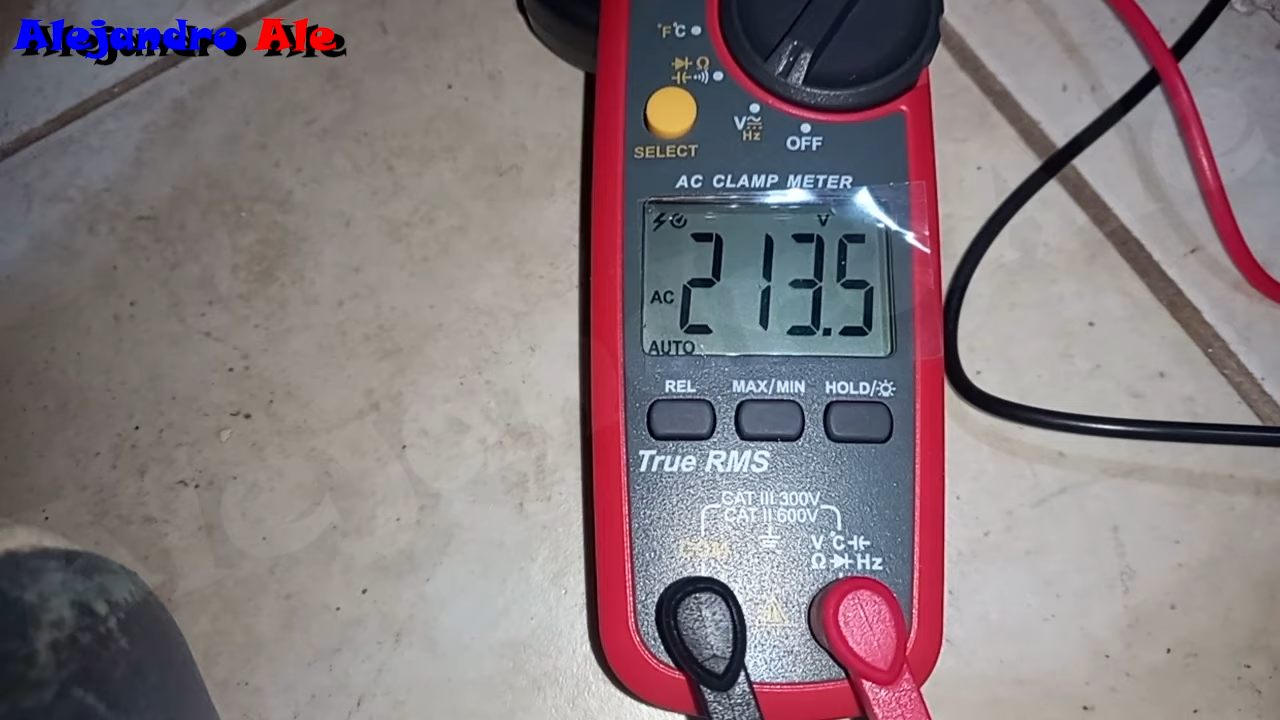 Alejandro Ale
°F°C
Ω
V
Hz
OFF
SELECT
AC CLAMP METER
V
AC 213.5
AUTO
REL MAX/MIN HOLD/
True RMS
CAT III 300V
CAT II 600V
COM
V °C
Ω Hz